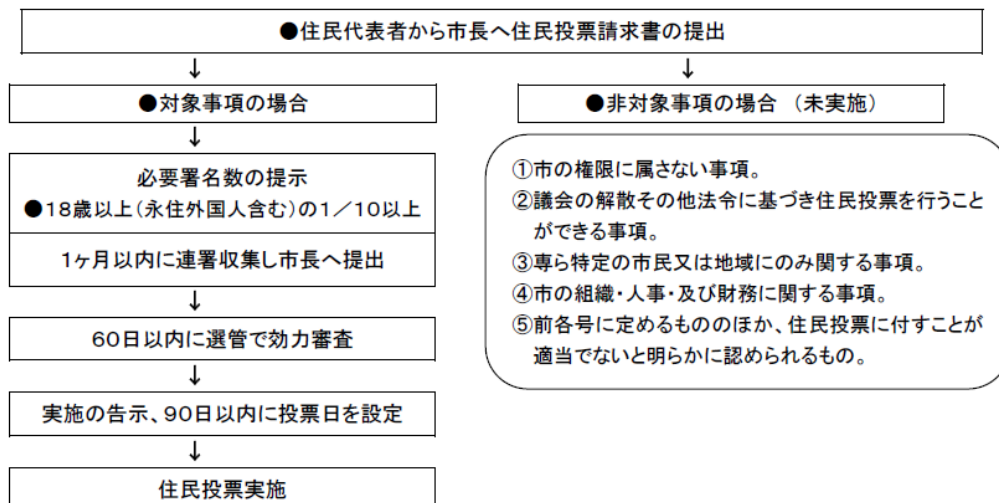 ●住民代表者から市長へ住民投票請求書の提出
↓
↓
●対象事項の場合
●非対象事項の場合 (未実施)
↓
必要署名数の提示
●18歳以上(永住外国人含む)の1/10以上
1ヶ月以内に連署収集し市長へ提出
↓
60日以内に選管で効力審査
↓
実施の告示、90日以内に投票日を設定
↓
住民投票実施
①市の権限に属さない事項。
②議会の解散その他法令に基づき住民投票を行うこと
ができる事項。
③専ら特定の市民又は地域にのみ関する事項。
④市の組織・人事・及び財務に関する事項。
⑤前各号に定めるもののほか、住民投票に付すことが
適当でないと明らかに認められるもの。